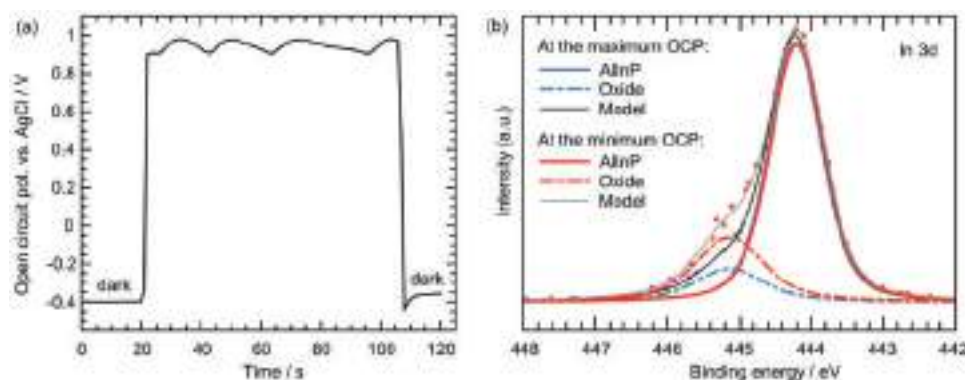 (a)
Open circuit pot. vs. AgCl / V
1
0.8
0.6
0.4
0.2
0
-0.2
-0.4
dark
dark
0 20 40 60 80 100 120
Time / s
(b)
In 3d
At the maximum OCP:
AlInP
Oxide
Model
At the minimum OCP:
AlInP
Oxide
Model
Intensity (a.u.)
448 447 446 445 444 443 442
Binding energy / eV